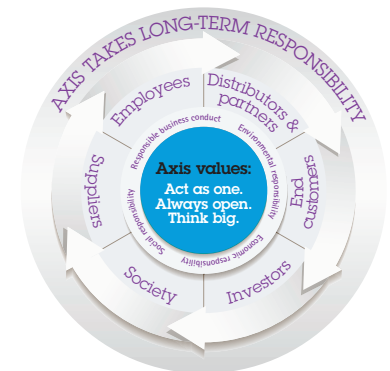 AXIS TAKES LONG-TERM RESPONSIBILITY
Employees
Distributors &
partners
End
customers
Investors
Society
Suppliers
Responsible business conduct
Environmental responsibility
Economic responsibility
Social responsibility
Axis values:
Act as one.
Always open.
Think big.